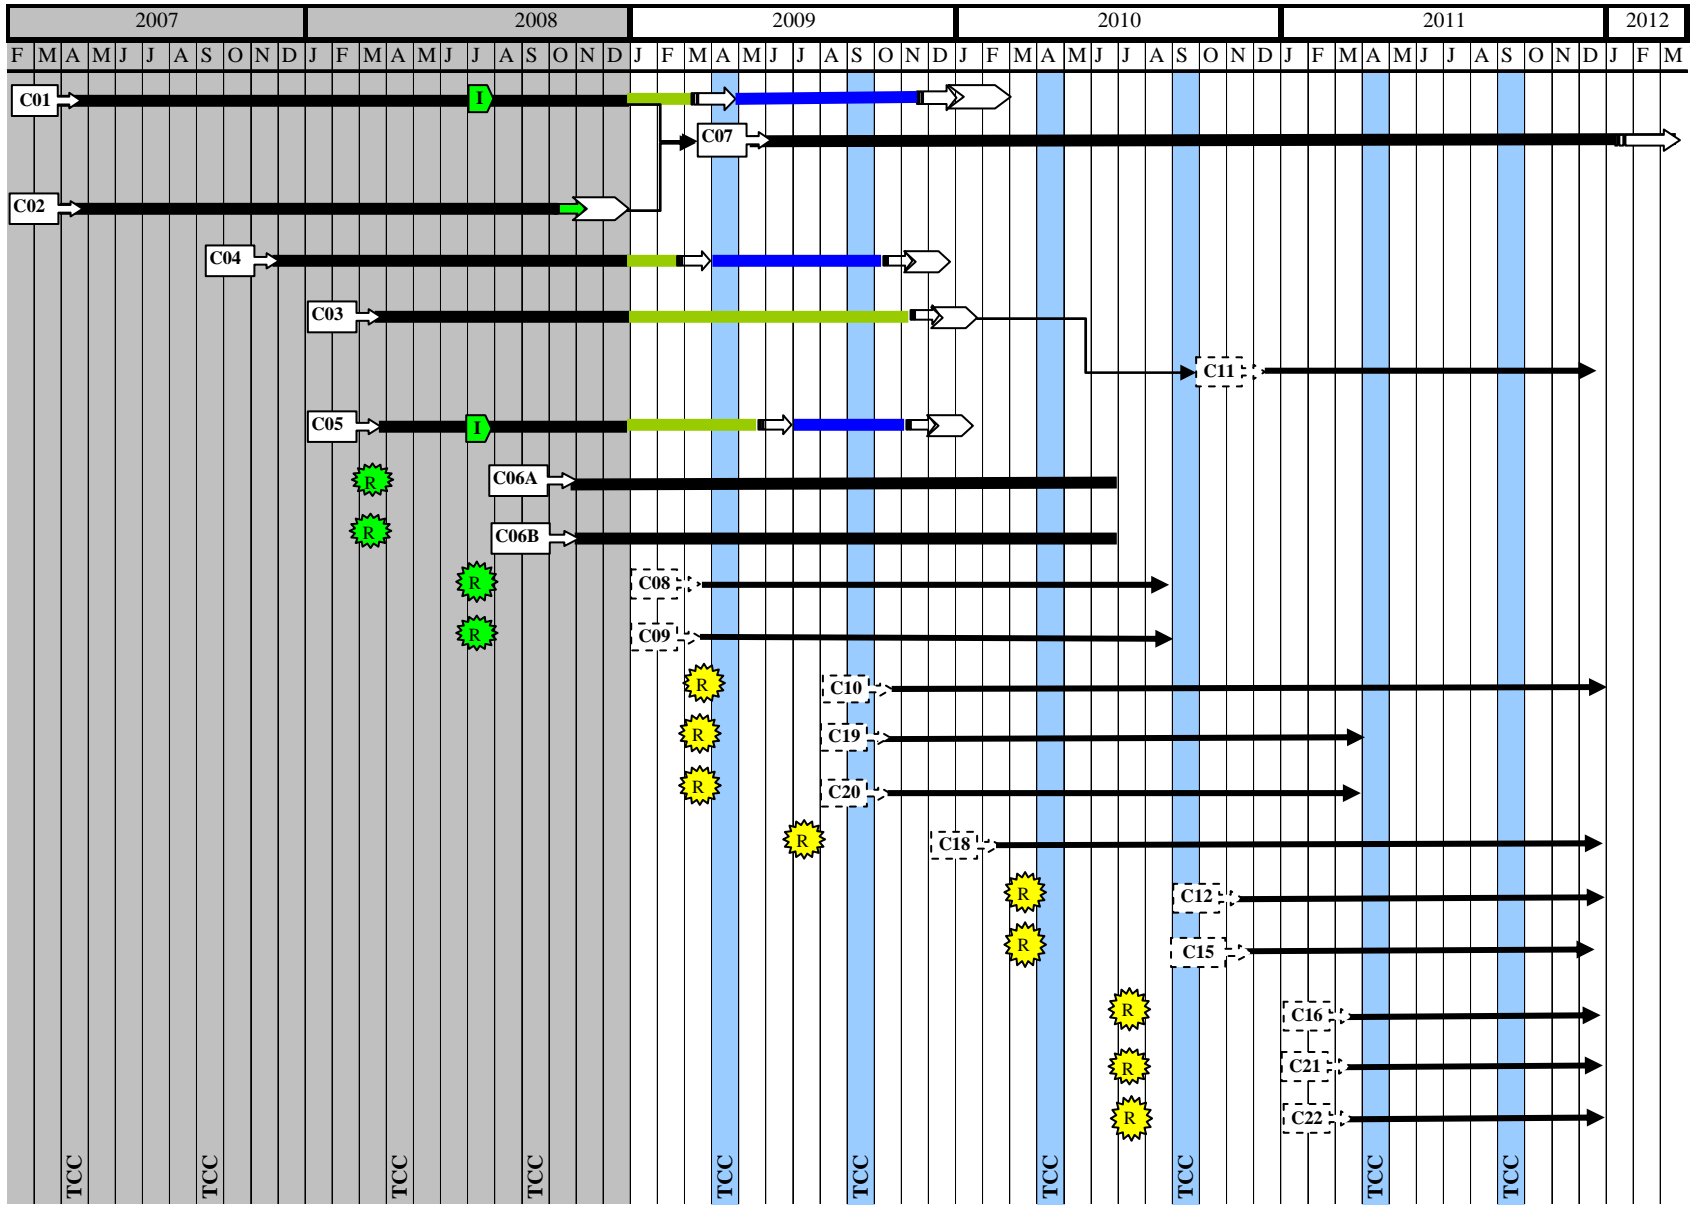 2007 2008 2009 2010 2011 2012
F M A M J J A S O N D J F M A M J J A S O N D J F M A M J J A S O N D J F M A M J J A S O N D J F M A M J J A S O N D J F M
C01 I
C07
C02
C04
C03
C11
C05 I
R C06A
R C06B
R C08
R C09
R C10
R C19
R C20
R C18
R C12
R C15
R C16
R C21
R C22
TCC TCC TCC TCC TCC TCC TCC TCC TCC TCC